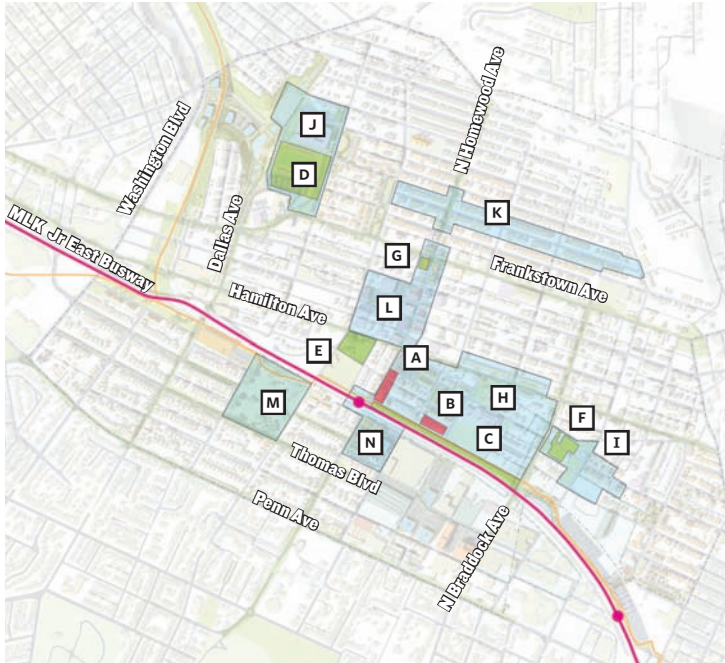 N Homewood Ave
Washington Blvd
J
D
K
Dallas Ave
MLK Jr East Busway
G
Frankstown Ave
Hamilton Ave
L
E
A
M
B
H
F
N
C
I
Thomas Blvd
Penn Ave
N Braddock Ave